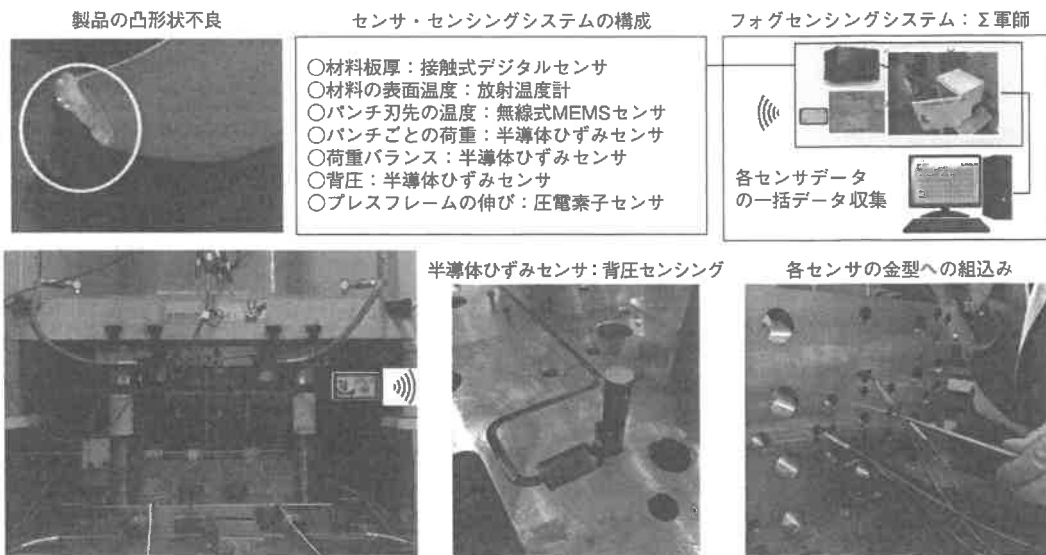 製品の凸形状不良
センサ・センシングシステムの構成
フォグセンシングシステム：Σ軍師
○材料板厚：接触式デジタルセンサ
○材料の表面温度：放射温度計
○パンチ刃先の温度：無線式MEMSセンサ
○パンチごとの荷重：半導体ひずみセンサ
○荷重バランス：半導体ひずみセンサ
○背圧：半導体ひずみセンサ
○プレスフレームの伸び：圧電素子センサ
各センサデータ
の一括データ収集
半導体ひずみセンサ：背圧センシング
各センサの金型への組込み